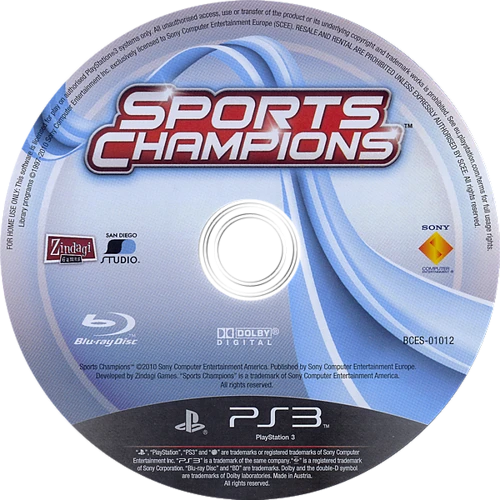 FOR HOME USE ONLY: This software is licensed for play on Authorised PlayStation®3 systems only. All unauthorised access, use or transfer of the product or its underlying copyright and trademark works is prohibited. See eu.playstation.com/terms for full usage rights.
Library programs ©1997-2010 Sony Computer Entertainment Inc. exclusively licensed to Sony Computer Entertainment Europe (SCEE). RESALE AND RENTAL ARE PROHIBITED UNLESS EXPRESSLY AUTHORISED BY SCEE. All rights reserved.
SPORTS
CHAMPIONS™
Zindagi
Games
SAN DIEGO
STUDIO
SONY
COMPUTER
ENTERTAINMENT
Blu-ray Disc
DOLBY
DIGITAL
BCES-01012
Sports Champions™ ©2010 Sony Computer Entertainment America. Published by Sony Computer Entertainment Europe.
Developed by Zindagi Games. "Sports Champions" is a trademark of Sony Computer Entertainment America.
All rights reserved.
PS3™
PlayStation 3
"PlayStation", "PS3" and are trademarks or registered trademarks of Sony Computer
Entertainment Inc. "PS3" is a trademark of the same company. is a registered trademark
of Sony Corporation. "Blu-ray Disc" and "BD" are trademarks. Dolby and the double-D symbol
are trademarks of Dolby laboratories. Made in Austria.
All rights reserved.